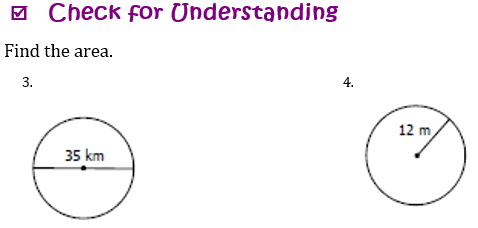 ☑ Check for Understanding
Find the area.
3.
4.
35 km
12 m